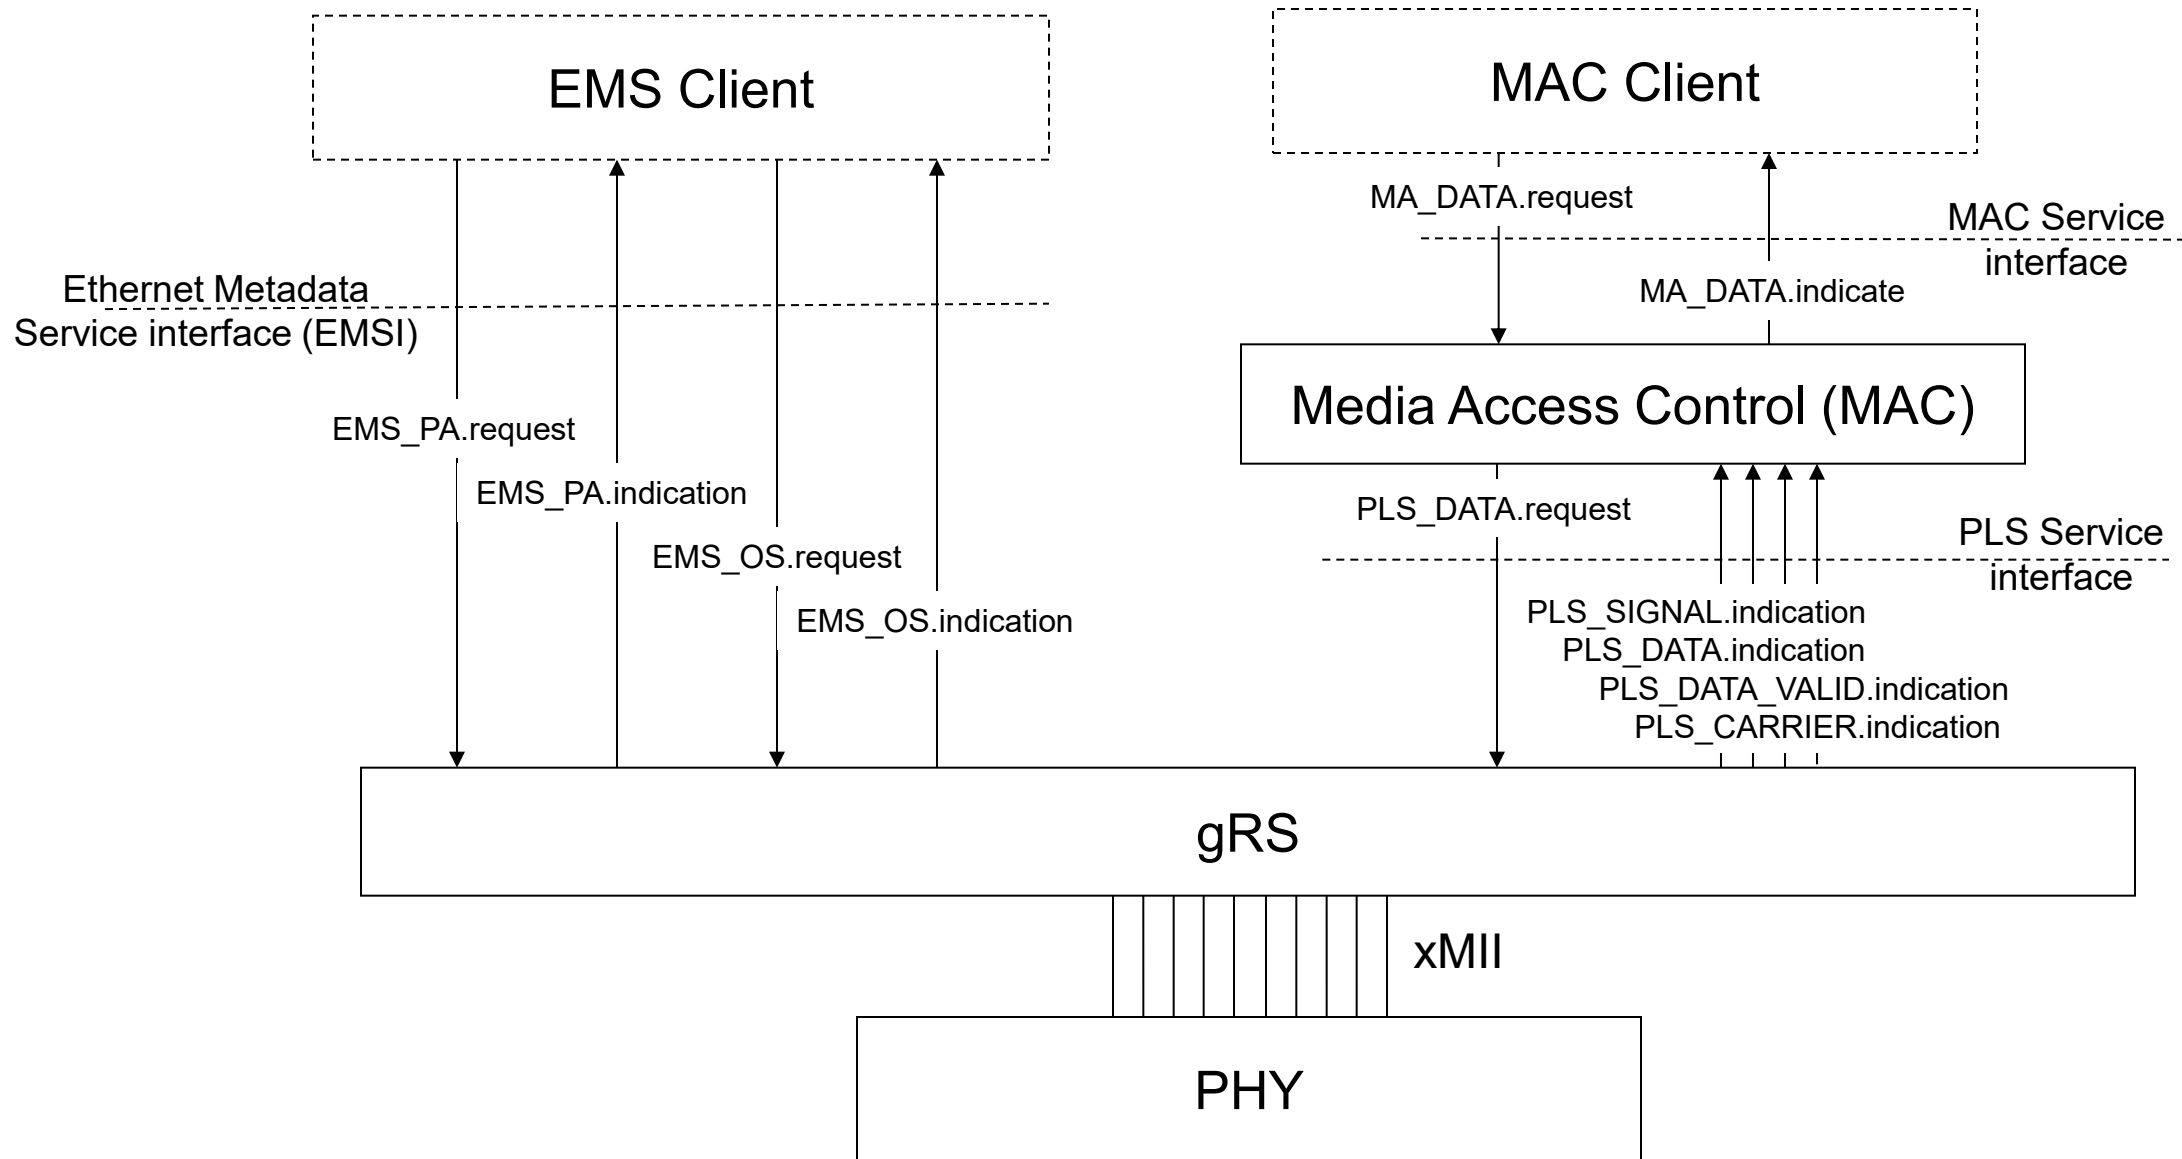 EMS Client
MAC Client
MA_DATA.request
MAC Service
interface
Ethernet Metadata
Service interface (EMSI)
MA_DATA.indicate
Media Access Control (MAC)
EMS_PA.request
EMS_PA.indication
PLS_DATA.request
PLS Service
interface
EMS_OS.request
EMS_OS.indication
PLS_SIGNAL.indication
PLS_DATA.indication
PLS_DATA_VALID.indication
PLS_CARRIER.indication
gRS
xMII
PHY